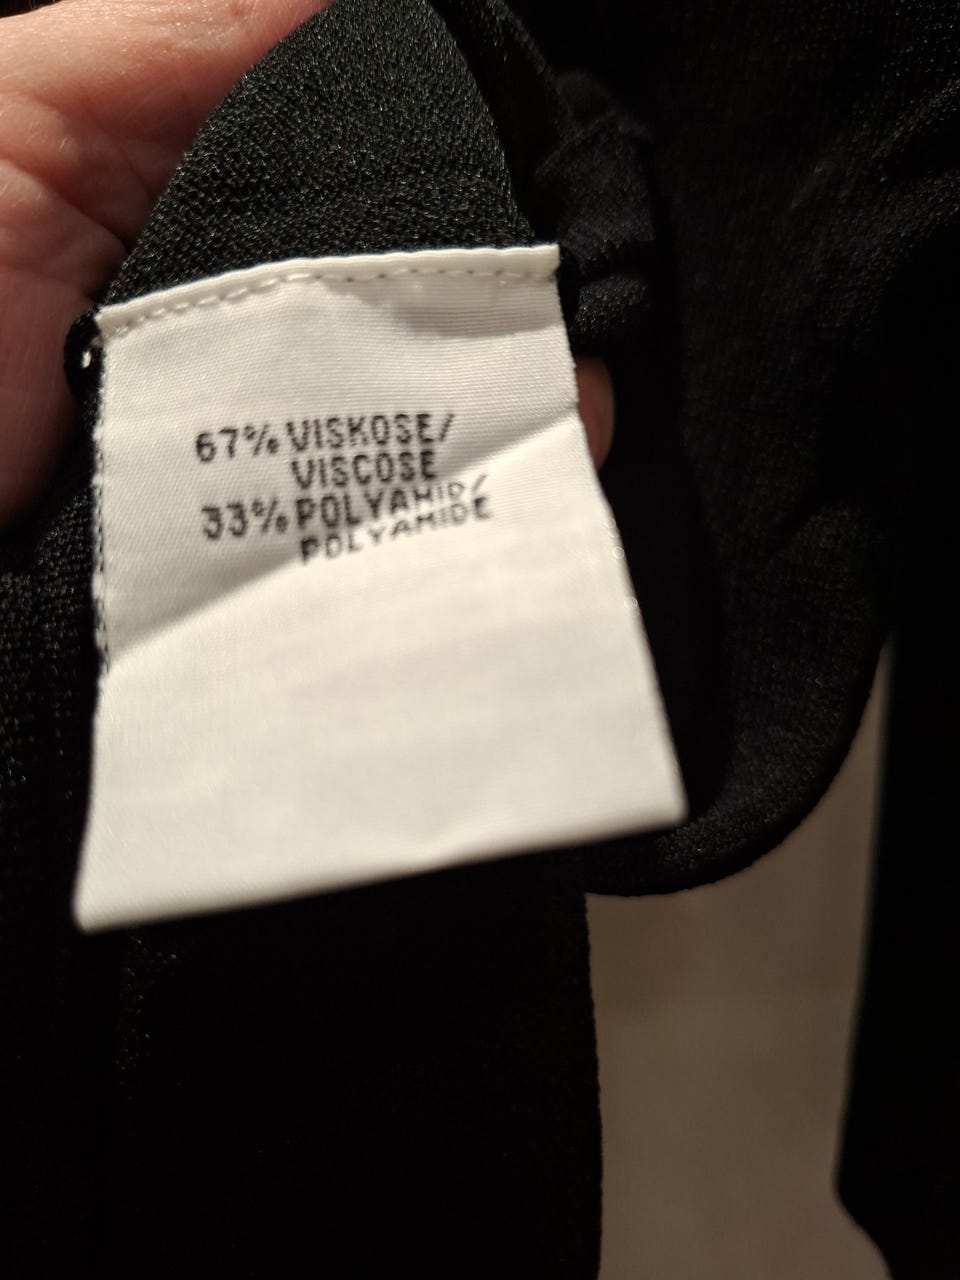 67% VISKOSE/
VISCOSE
33% POLYAMID/
POLYAMIDE